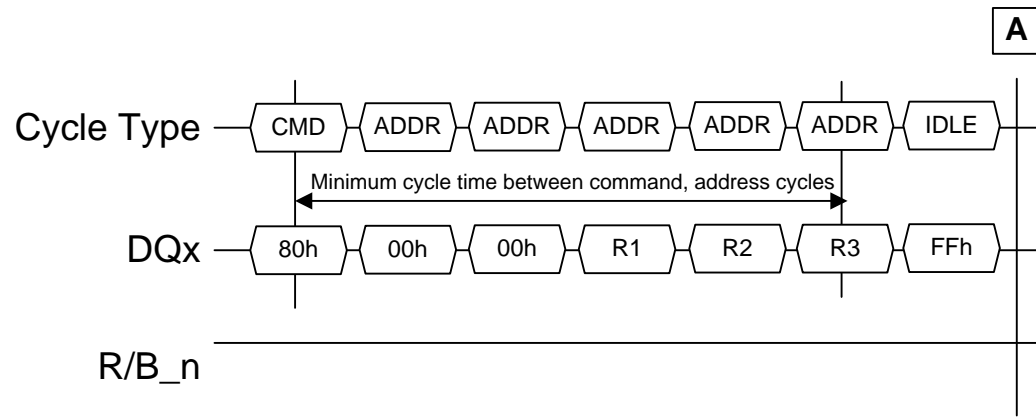 A
Cycle Type CMD ADDR ADDR ADDR ADDR ADDR IDLE
Minimum cycle time between command, address cycles
DQx 80h 00h 00h R1 R2 R3 FFh
R/B_n